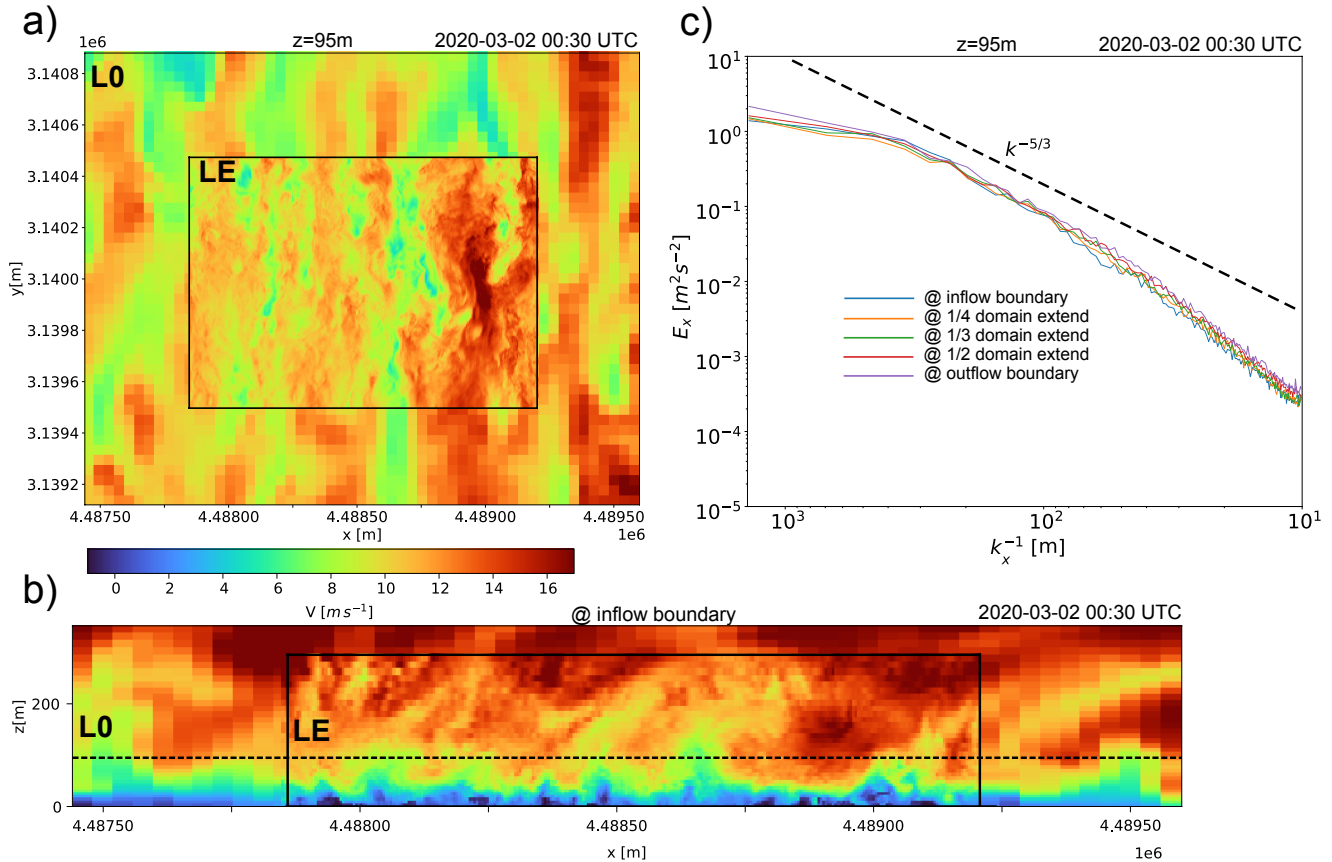 a)
1e6
z=95m
2020-03-02 00:30 UTC
L0
LE
3.1408
3.1406
3.1404
3.1402
3.1400
3.1398
3.1396
3.1394
3.1392
y[m]
4.48750
4.48800
4.48850
4.48900
4.48950
x [m]
1e6
0
2
4
6
8
10
12
14
16
V [m s⁻¹]
c)
z=95m
2020-03-02 00:30 UTC
10¹
10⁰
10⁻¹
10⁻²
10⁻³
10⁻⁴
10⁻⁵
Eₓ [m²s⁻²]
k⁻⁵/³
@ inflow boundary
@ 1/4 domain extend
@ 1/3 domain extend
@ 1/2 domain extend
@ outflow boundary
10³
10²
10¹
kₓ⁻¹ [m]
b)
@ inflow boundary
2020-03-02 00:30 UTC
L0
LE
200
0
z[m]
4.48750
4.48800
4.48850
4.48900
4.48950
x [m]
1e6